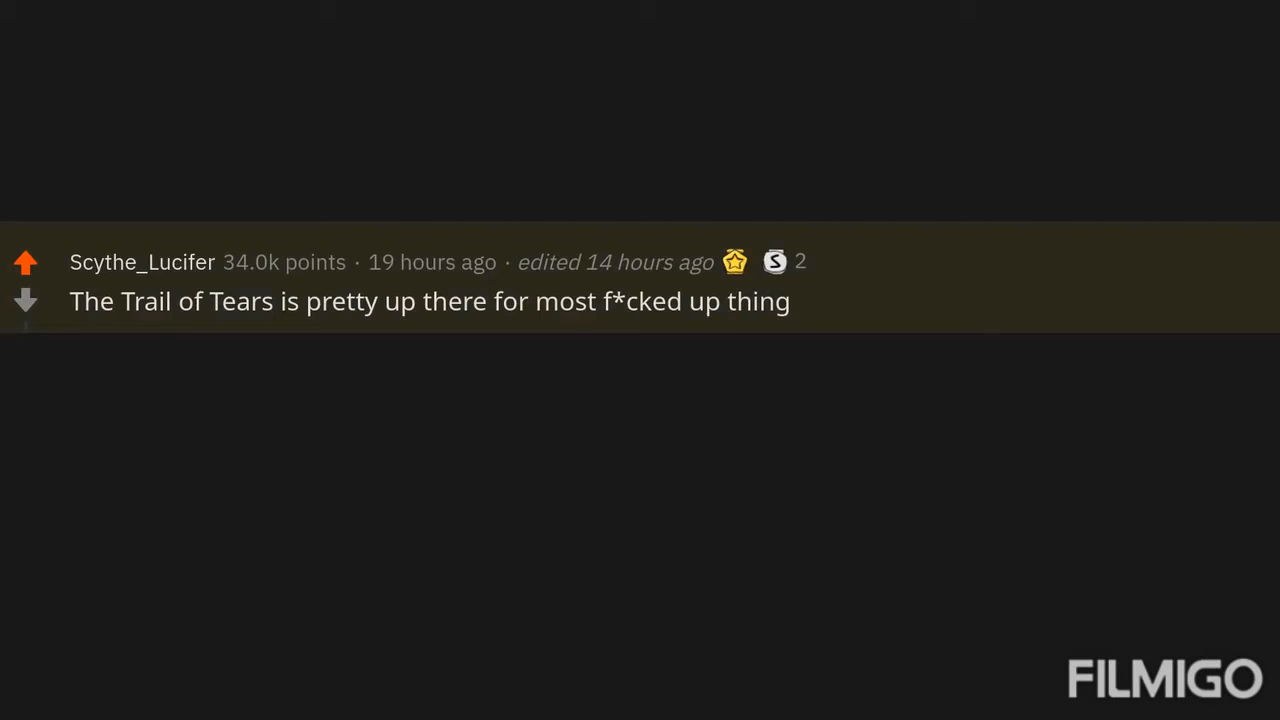 Scythe_Lucifer 34.0k points · 19 hours ago · edited 14 hours ago S 2
The Trail of Tears is pretty up there for most f*cked up thing
FILMIGO